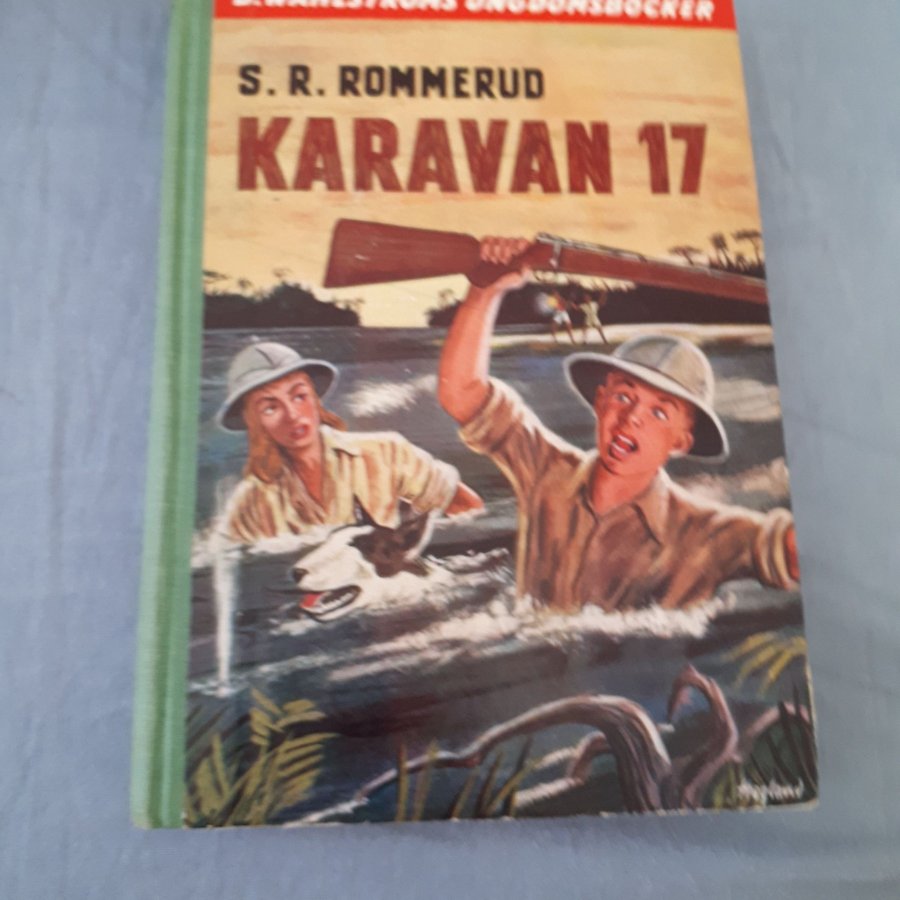 B. WAHLSTRÖMS UNGDOMSBÖCKER
S. R. ROMMERUD
KARAVAN 17